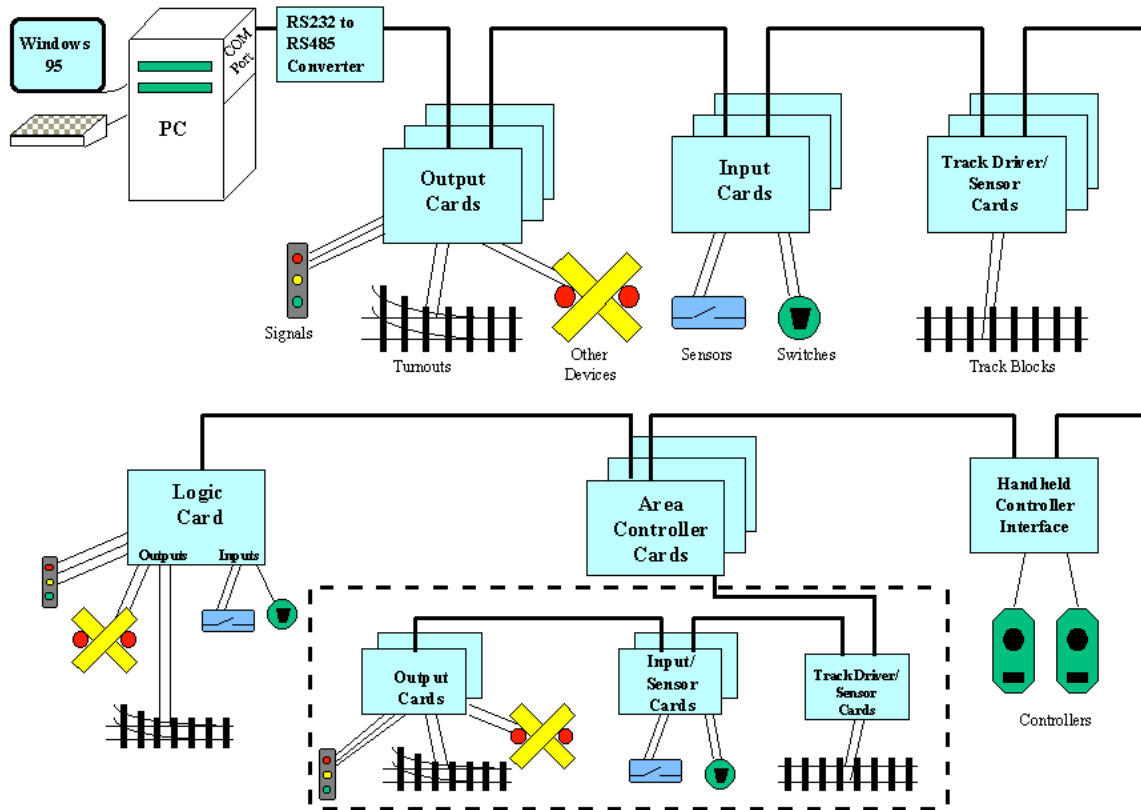 Windows
95
PC
COM
Port
RS232 to
RS485
Converter
Output
Cards
Input
Cards
Track Driver/
Sensor
Cards
Signals
Turnouts
Other
Devices
Sensors
Switches
Track Blocks
Logic
Card
Outputs
Inputs
Area
Controller
Cards
Handheld
Controller
Interface
Output
Cards
Input/
Sensor
Cards
Track Driver/
Sensor
Cards
Controllers